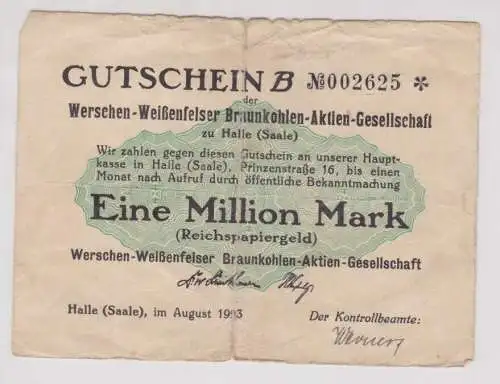 GUTSCHEIN B №002625 *
der
Werschen-Weißenfelser Braunkohlen-Aktien-Gesellschaft
zu Halle (Saale)
Wir zahlen gegen diesen Gutschein an unserer Haupt-
kasse in Halle (Saale), Prinzenstraße 16, bis einen
Monat nach Aufruf durch öffentliche Bekanntmachung
Eine Million Mark
(Reichspapiergeld)
Werschen-Weißenfelser Braunkohlen-Aktien-Gesellschaft
Halle (Saale), im August 1923
Der Kontrollbeamte: